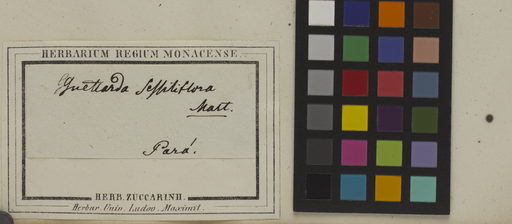 HERBARIUM REGIUM MONACENSE.
Guettarda sessiliflora
Mart.
Pará.
HERB. ZUCCARINII.
Herbar. Univ. Ludov. Maximil.